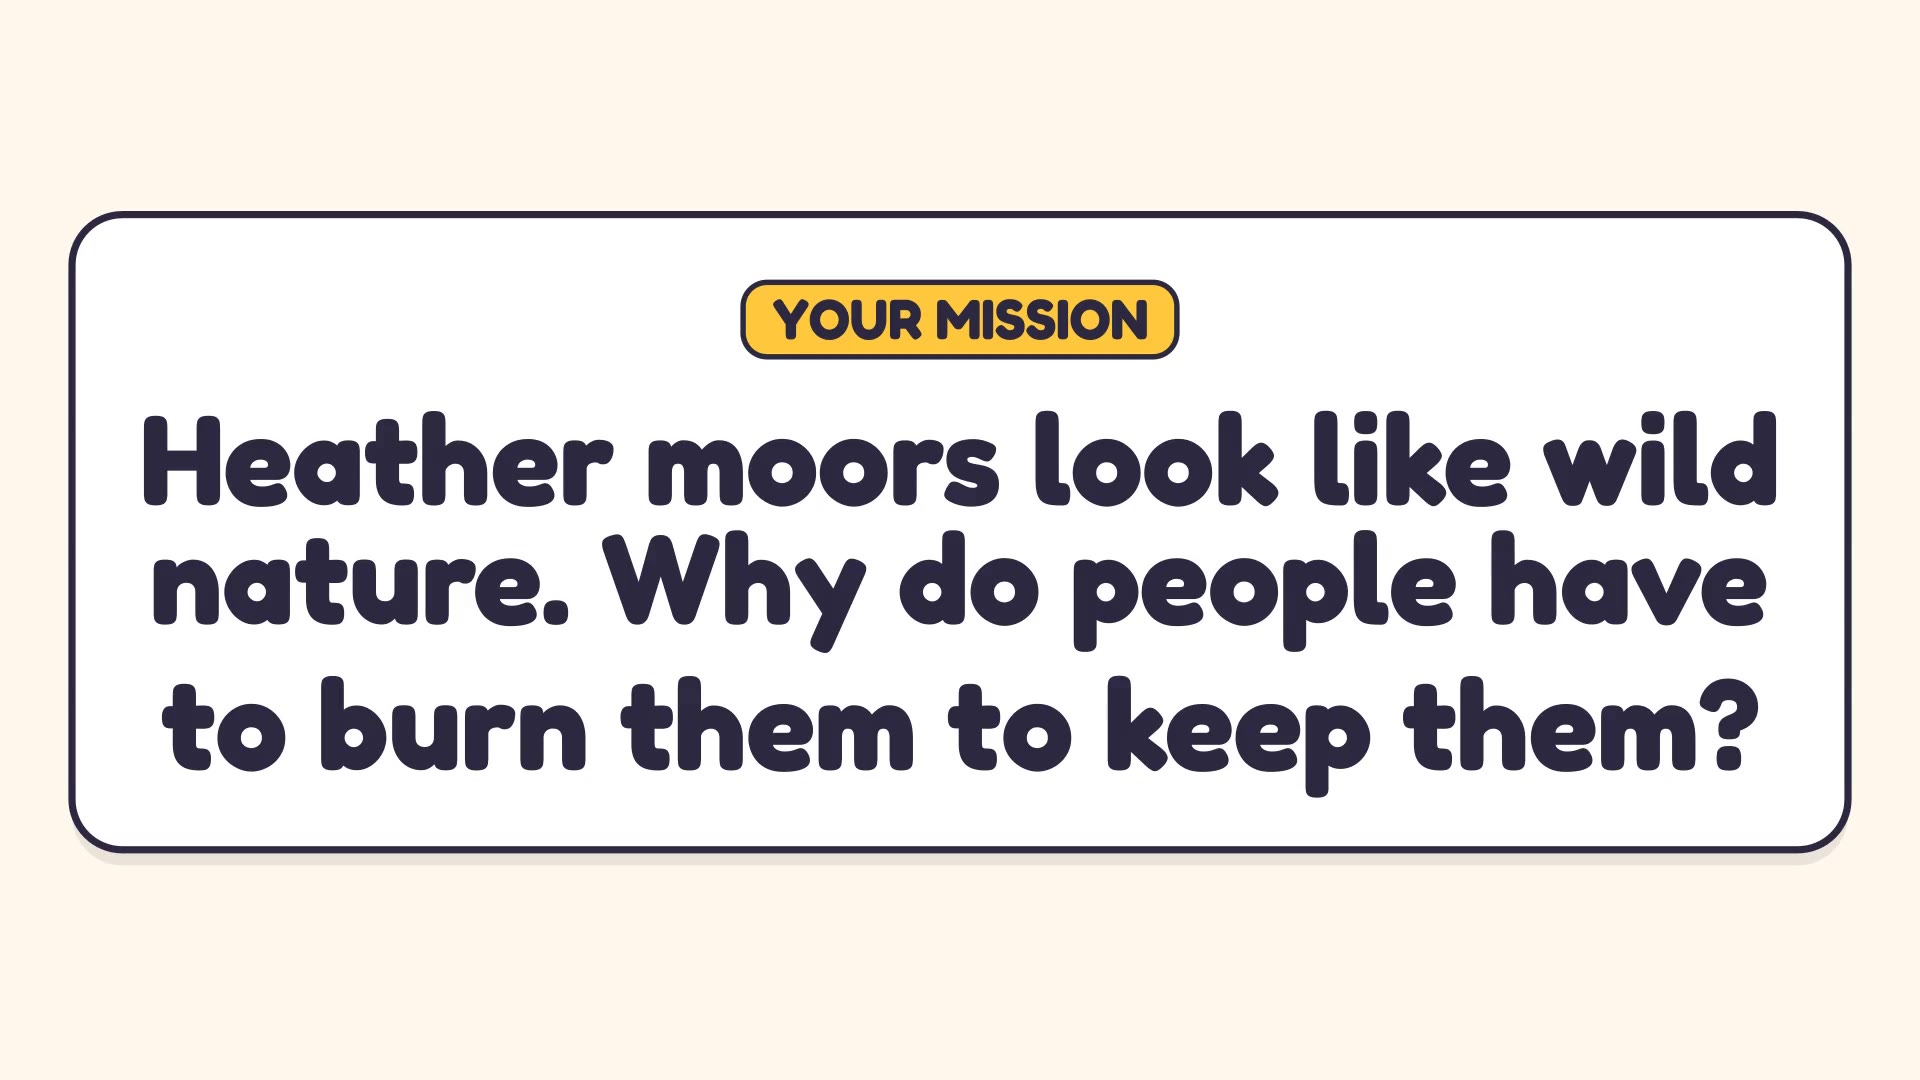 YOUR MISSION
Heather moors look like wild
nature. Why do people have
to burn them to keep them?